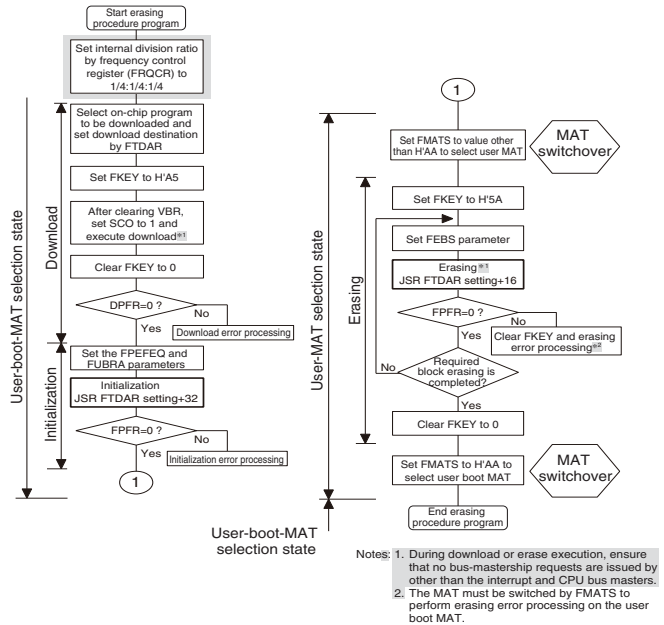 Start erasing
procedure program
Set internal division ratio
by frequency control
register (FRQCR) to
1/4:1/4:1/4
Select on-chip program
to be downloaded and
set download destination
by FTDAR
Set FKEY to H'A5
After clearing VBR,
set SCO to 1 and
execute download*1
Clear FKEY to 0
DPFR=0 ?
No
Yes
Download error processing
Set the FPEFEQ and
FUBRA parameters
Initialization
JSR FTDAR setting+32
FPFR=0 ?
No
Yes
Initialization error processing
1
User-boot-MAT selection state
Download
Initialization
1
Set FMATS to value other
than H'AA to select user MAT
MAT
switchover
Set FKEY to H'5A
Set FEBS parameter
Erasing*1
JSR FTDAR setting+16
FPFR=0 ?
No
Yes
Clear FKEY and erasing
error processing*2
No
Required
block erasing is
completed?
Yes
Clear FKEY to 0
Set FMATS to H'AA to
select user boot MAT
MAT
switchover
End erasing
procedure program
User-MAT selection state
Erasing
User-boot-MAT
selection state
Notes: 1. During download or erase execution, ensure
that no bus-mastership requests are issued by
other than the interrupt and CPU bus masters.
2. The MAT must be switched by FMATS to
perform erasing error processing on the user
boot MAT.